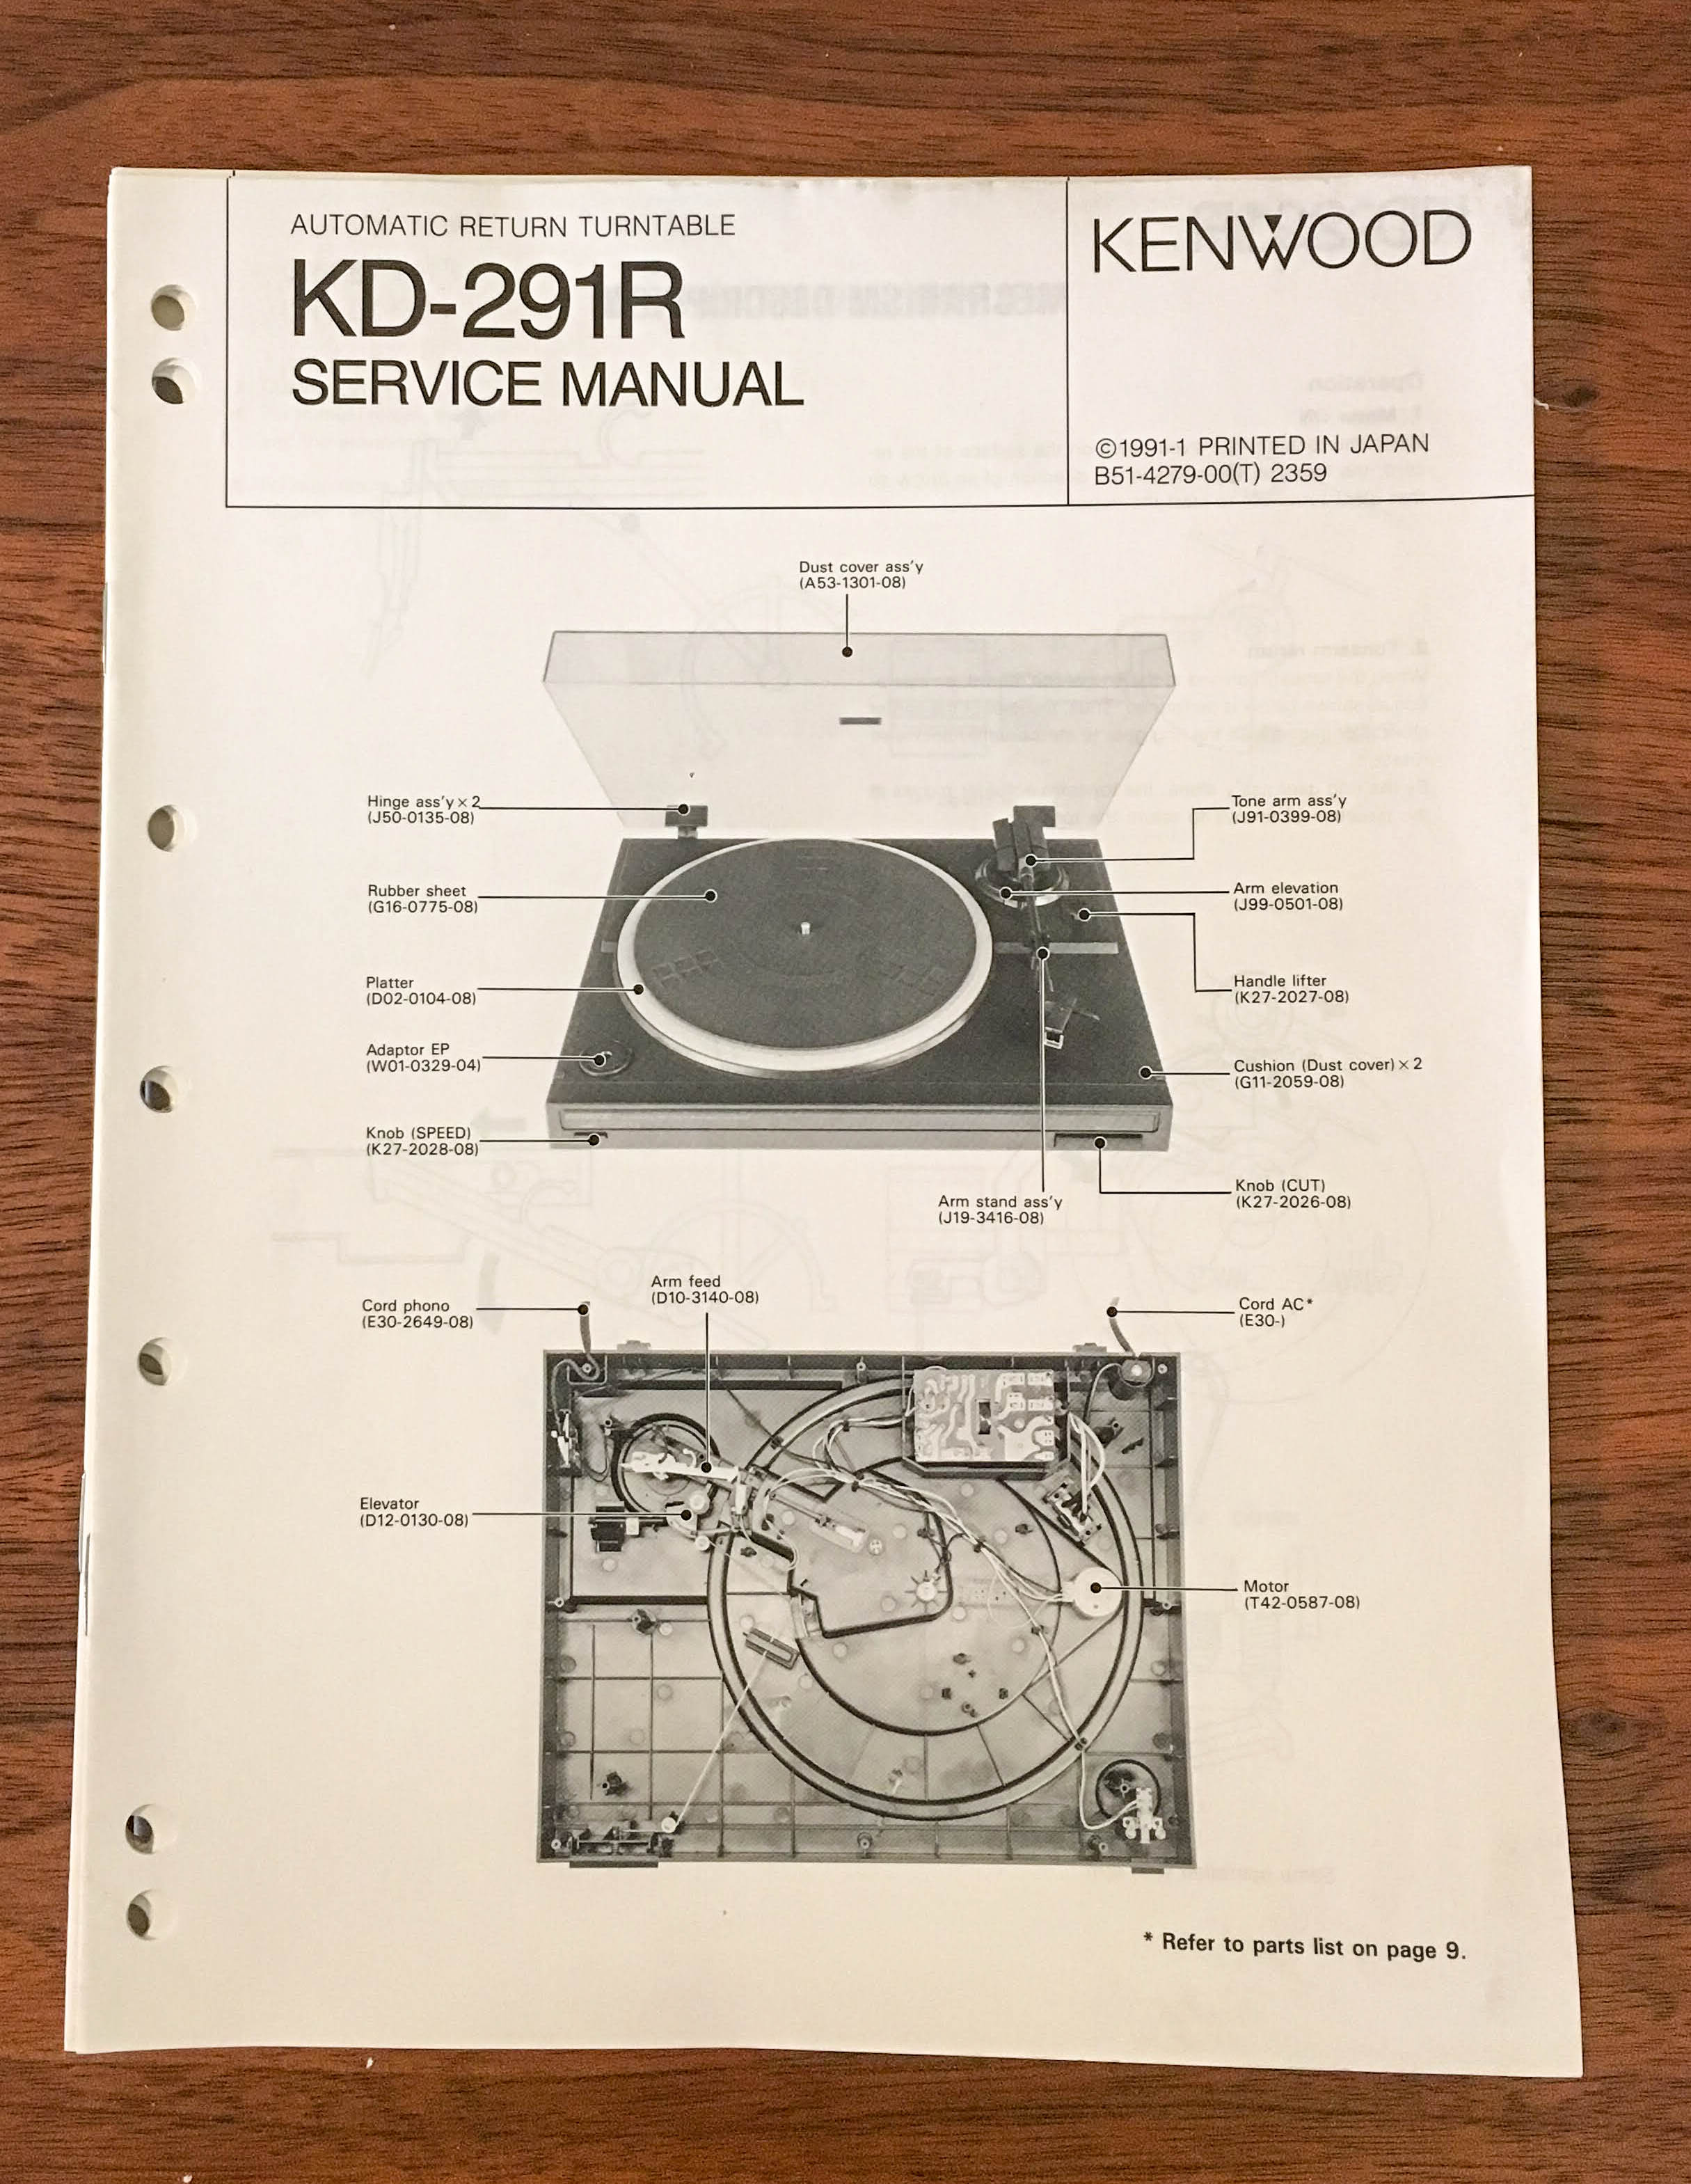 AUTOMATIC RETURN TURNTABLE
KD-291R
SERVICE MANUAL
KENWOOD
©1991-1 PRINTED IN JAPAN
B51-4279-00(T) 2359
Dust cover ass'y
(A53-1301-08)
Hinge ass'y×2
(J50-0135-08)
Tone arm ass'y
(J91-0399-08)
Rubber sheet
(G16-0775-08)
Arm elevation
(J99-0501-08)
Platter
(D02-0104-08)
Handle lifter
(K27-2027-08)
Adaptor EP
(W01-0329-04)
Cushion (Dust cover)×2
(G11-2059-08)
Knob (SPEED)
(K27-2028-08)
Knob (CUT)
(K27-2026-08)
Arm stand ass'y
(J19-3416-08)
Arm feed
(D10-3140-08)
Cord phono
(E30-2649-08)
Cord AC*
(E30-)
Elevator
(D12-0130-08)
Motor
(T42-0587-08)
* Refer to parts list on page 9.